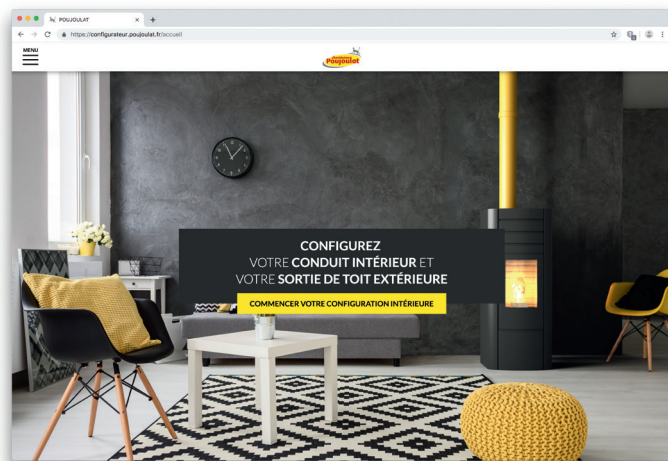 POUJOULAT
https://configurateur.poujoulat.fr/accueil
MENU
Poujoulat
CONFIGUREZ
VOTRE CONDUIT INTÉRIEUR ET
VOTRE SORTIE DE TOIT EXTÉRIEURE
COMMENCER VOTRE CONFIGURATION INTÉRIEURE